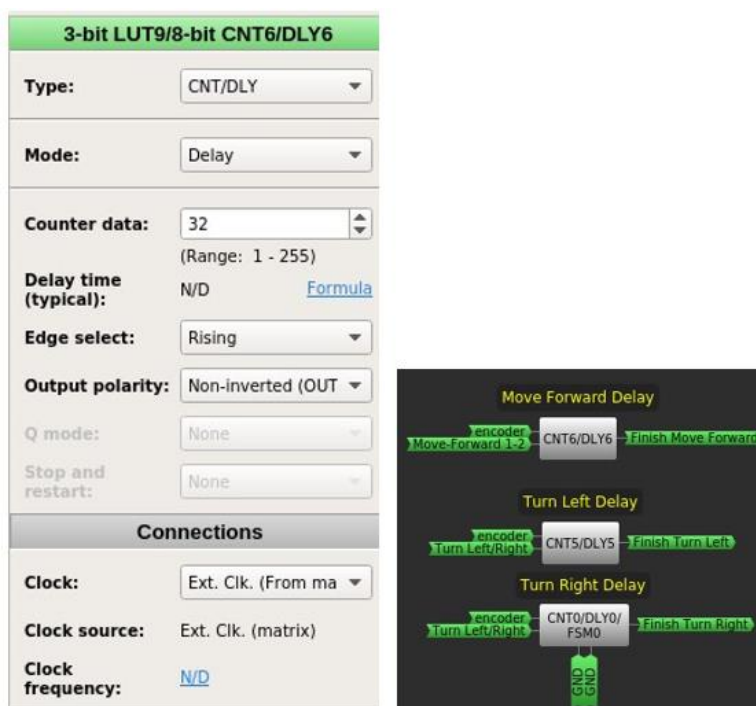 3-bit LUT9/8-bit CNT6/DLY6
Type: CNT/DLY
Mode: Delay
Counter data: 32
(Range: 1 - 255)
Delay time
(typical): N/D Formula
Edge select: Rising
Output polarity: Non-inverted (OUT
Q mode: None
Stop and
restart: None
Connections
Clock: Ext. Clk. (From ma
Clock source: Ext. Clk. (matrix)
Clock
frequency: N/D
Move Forward Delay
encoder
Move-Forward 1-2
CNT6/DLY6
Finish Move Forward
Turn Left Delay
encoder
Turn Left/Right
CNT5/DLY5
Finish Turn Left
Turn Right Delay
encoder
Turn Left/Right
CNT0/DLY0/
FSM0
Finish Turn Right
GND
GND